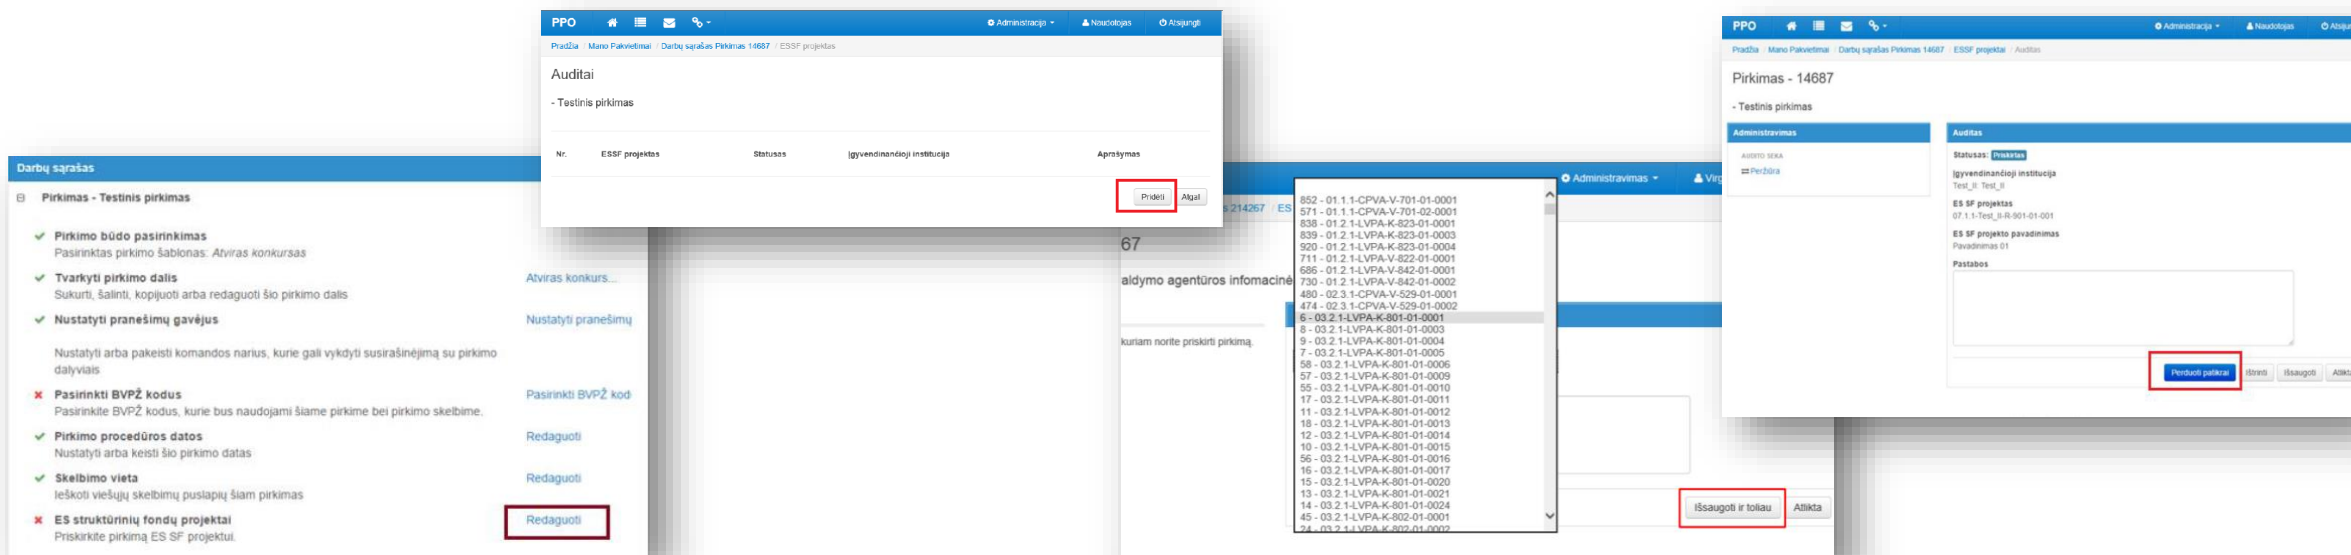 Darbų sąrašas
Pirkimas - Testinis pirkimas
Pirkimo būdo pasirinkimas
Pasirinktas pirkimo šablonas: Atviras konkursas
Tvarkyti pirkimo dalis
Atviras konkurs...
Sukurti, šalinti, kopijuoti arba redaguoti šio pirkimo dalis
Nustatyti pranešimų gavėjus
Nustatyti pranešimų
Nustatyti arba pakeisti komandos narius, kurie gali vykdyti susirašinėjimą su pirkimo
dalyviais
Pasirinkti BVPŽ kodus
Pasirinkti BVPŽ kod
Pasirinkite BVPŽ kodus, kurie bus naudojami šiame pirkime bei pirkimo skelbime.
Pirkimo procedūros datos
Redaguoti
Nustatyti arba keisti šio pirkimo datas
Skelbimo vieta
Redaguoti
Ieškoti viešųjų skelbimų puslapių šiam pirkimas
ES struktūrinių fondų projektai
Redaguoti
Priskirkite pirkimą ES SF projektui.
PPO
Administracija
Naudotojas
Atsijungti
Pradžia / Mano Pakvietimai / Darbų sąrašas Pirkimas 14687 / ESSF projektas
Auditai
- Testinis pirkimas
Nr. ESSF projektas Statusas Įgyvendinančioji institucija Aprašymas
Pridėti Atgal
Administravimas
Virg
s 214267 / ES
67
aldymo agentūros infomacinė
kuriam norite priskirti pirkimą.
852 - 01.1.1-CPVA-V-701-01-0001
571 - 01.1.1-CPVA-V-701-02-0001
838 - 01.2.1-LVPA-K-823-01-0001
839 - 01.2.1-LVPA-K-823-01-0003
920 - 01.2.1-LVPA-K-823-01-0004
711 - 01.2.1-LVPA-V-822-01-0001
686 - 01.2.1-LVPA-V-842-01-0001
730 - 01.2.1-LVPA-V-842-01-0002
480 - 02.3.1-CPVA-V-529-01-0001
474 - 02.3.1-CPVA-V-529-01-0002
6 - 03.2.1-LVPA-K-801-01-0001
8 - 03.2.1-LVPA-K-801-01-0003
9 - 03.2.1-LVPA-K-801-01-0004
7 - 03.2.1-LVPA-K-801-01-0005
58 - 03.2.1-LVPA-K-801-01-0006
57 - 03.2.1-LVPA-K-801-01-0009
55 - 03.2.1-LVPA-K-801-01-0010
17 - 03.2.1-LVPA-K-801-01-0011
11 - 03.2.1-LVPA-K-801-01-0012
18 - 03.2.1-LVPA-K-801-01-0013
12 - 03.2.1-LVPA-K-801-01-0014
10 - 03.2.1-LVPA-K-801-01-0015
56 - 03.2.1-LVPA-K-801-01-0016
16 - 03.2.1-LVPA-K-801-01-0017
15 - 03.2.1-LVPA-K-801-01-0020
13 - 03.2.1-LVPA-K-801-01-0021
14 - 03.2.1-LVPA-K-801-01-0024
45 - 03.2.1-LVPA-K-802-01-0001
24 - 03.2.1-LVPA-K-802-01-0002
Išsaugoti ir toliau Atlikta
PPO
Administracija
Naudotojas
Atsijun
Pradžia / Mano Pakvietimai / Darbų sąrašas Pirkimas 14687 / ESSF projektai / Auditas
Pirkimas - 14687
- Testinis pirkimas
Administravimas
AUDITO SEKA
Peržiūra
Auditas
Statusas: Priskirtas
Įgyvendinančioji institucija
Test_II: Test_II
ES SF projektas
07.1.1-Test_II-R-901-01-001
ES SF projekto pavadinimas
Pavadinimas 01
Pastabos
Perduoti patikrai Ištrinti Išsaugoti Atlikta